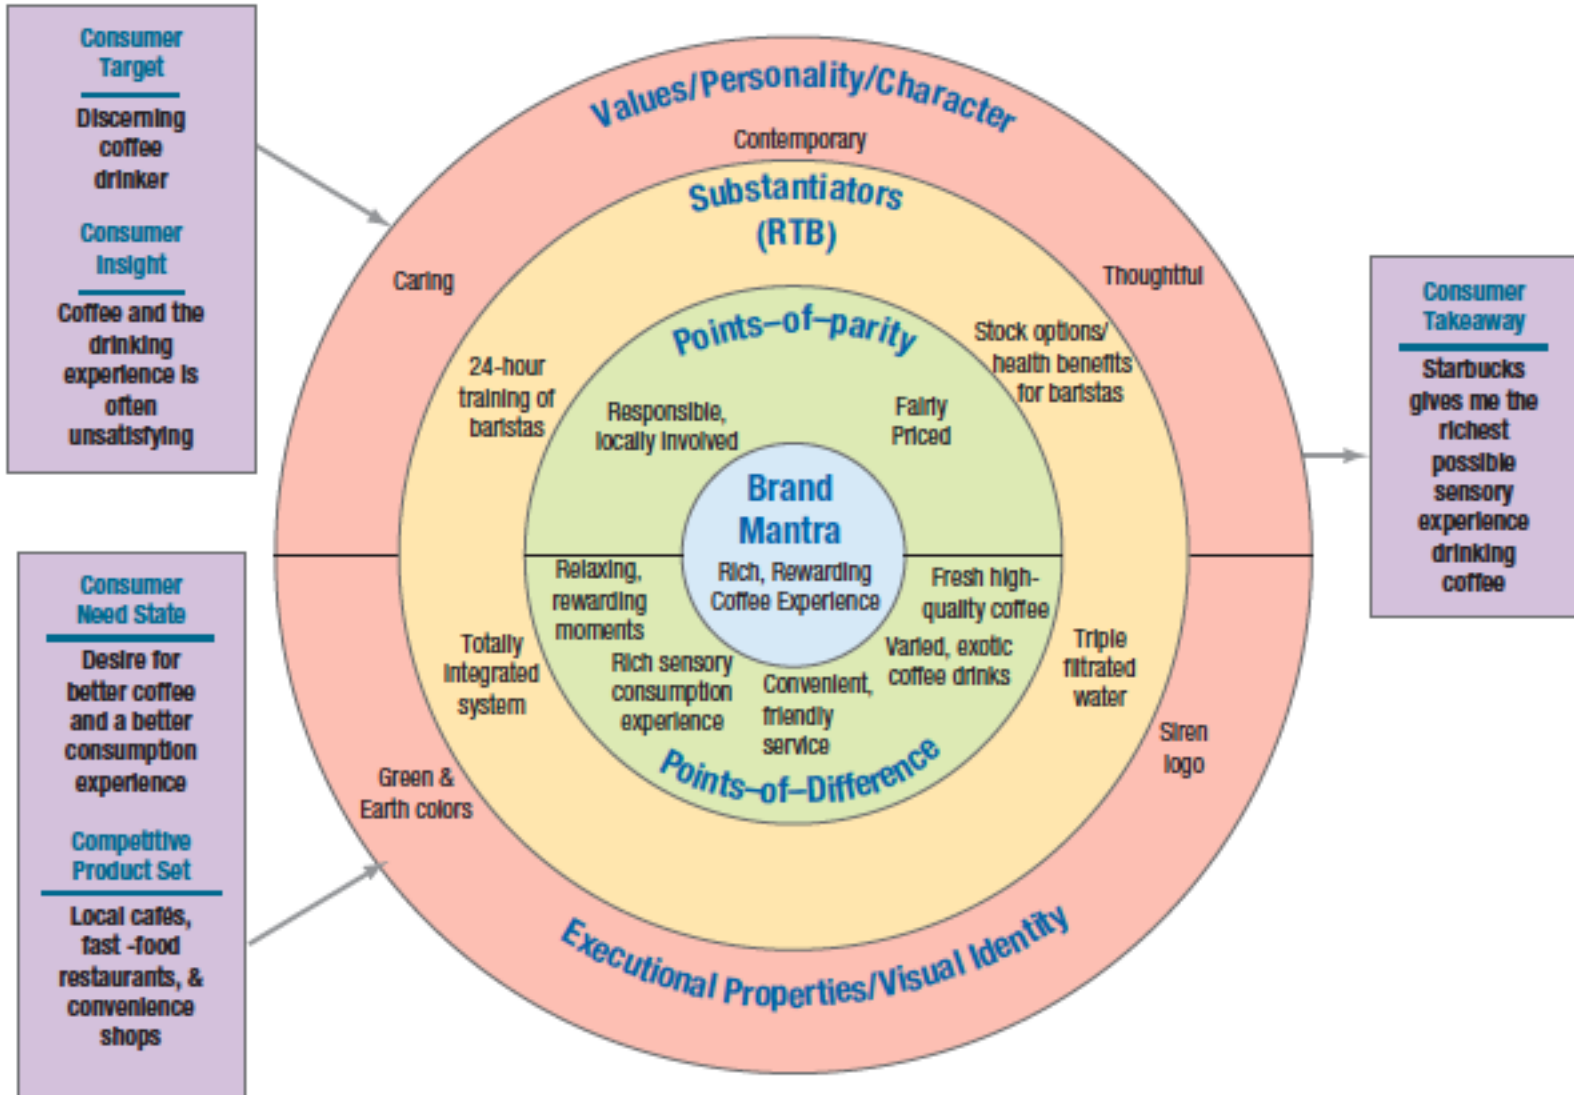 Consumer
Target
Discerning
coffee
drinker
Consumer
Insight
Coffee and the
drinking
experience is
often
unsatisfying
Consumer
Need State
Desire for
better coffee
and a better
consumption
experience
Competitive
Product Set
Local cafés,
fast -food
restaurants, &
convenience
shops
Values/Personality/Character
Contemporary
Caring
Thoughtful
Substantiators
(RTB)
24-hour
training of
baristas
Stock options/
health benefits
for baristas
Points–of–parity
Responsible,
locally involved
Fairly
Priced
Brand
Mantra
Rich, Rewarding
Coffee Experience
Relaxing,
rewarding
moments
Rich sensory
consumption
experience
Convenient,
friendly
service
Fresh high-
quality coffee
Varied, exotic
coffee drinks
Points–of–Difference
Totally
integrated
system
Triple
filtrated
water
Green &
Earth colors
Siren
logo
Executional Properties/Visual Identity
Consumer
Takeaway
Starbucks
gives me the
richest
possible
sensory
experience
drinking
coffee